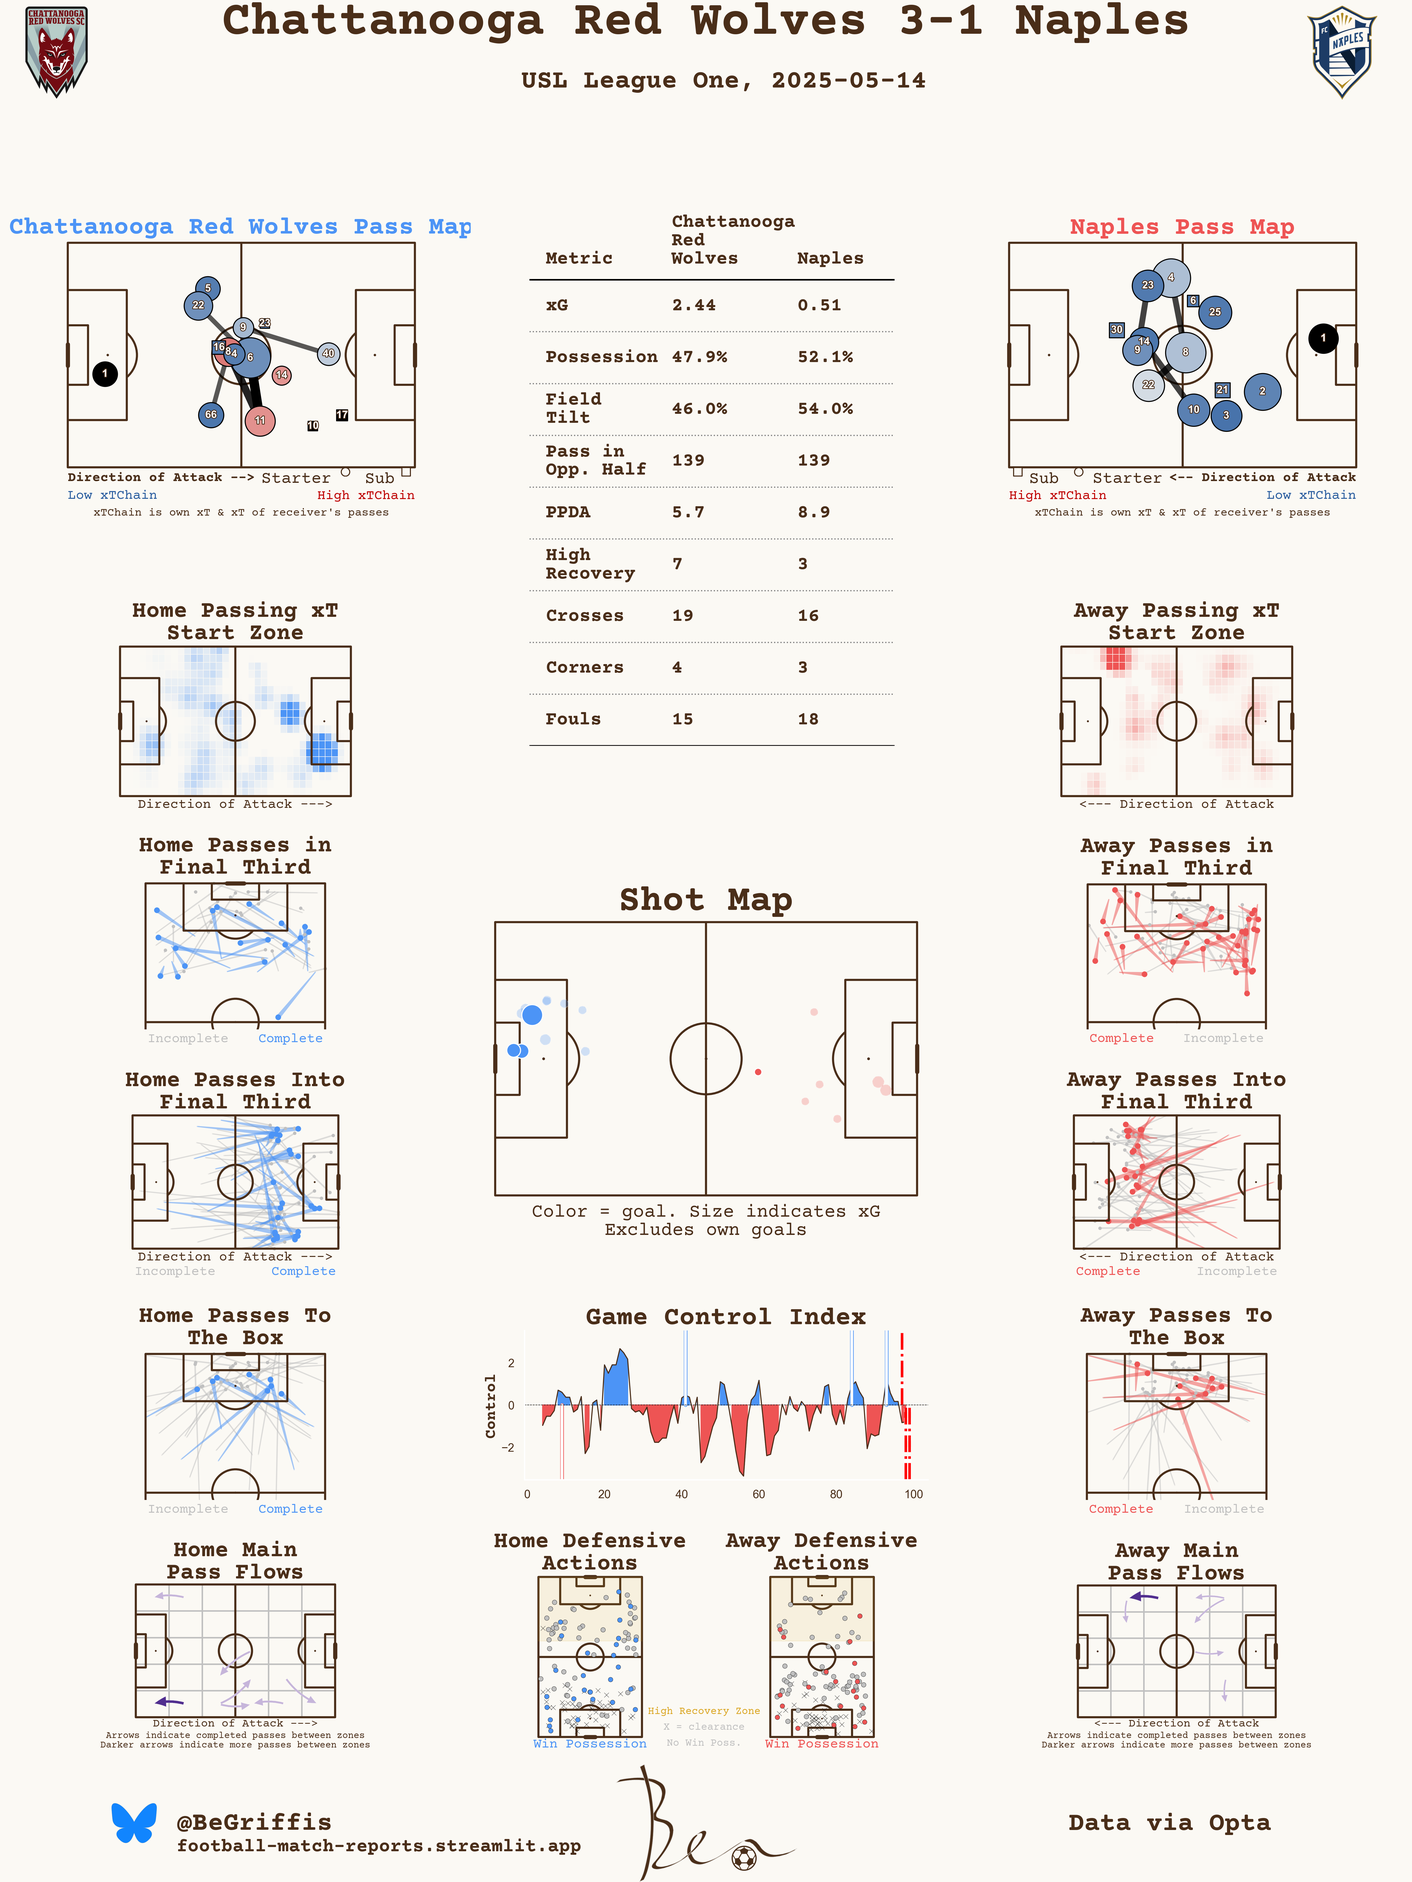 Chattanooga Red Wolves 3-1 Naples
USL League One, 2025-05-14
CHATTANOOGA
RED WOLVES SC
FC
NAPLES
Chattanooga Red Wolves Pass Map
5
22
9
23
16
8
4
6
40
14
1
66
11
10
17
Direction of Attack --> Starter Sub
Low xTChain High xTChain
xTChain is own xT & xT of receiver's passes
Metric Chattanooga Red Wolves Naples
xG 2.44 0.51
Possession 47.9% 52.1%
Field Tilt 46.0% 54.0%
Pass in Opp. Half 139 139
PPDA 5.7 8.9
High Recovery 7 3
Crosses 19 16
Corners 4 3
Fouls 15 18
Naples Pass Map
4
23
6
25
30
14
9
8
1
22
21
2
10
3
Sub Starter <-- Direction of Attack
High xTChain Low xTChain
xTChain is own xT & xT of receiver's passes
Home Passing xT
Start Zone
Direction of Attack --->
Away Passing xT
Start Zone
<--- Direction of Attack
Home Passes in
Final Third
Incomplete Complete
Away Passes in
Final Third
Complete Incomplete
Shot Map
Color = goal. Size indicates xG
Excludes own goals
Home Passes Into
Final Third
Direction of Attack --->
Incomplete Complete
Away Passes Into
Final Third
<--- Direction of Attack
Complete Incomplete
Home Passes To
The Box
Incomplete Complete
Game Control Index
Control
2
0
−2
0 20 40 60 80 100
Away Passes To
The Box
Complete Incomplete
Home Main
Pass Flows
Direction of Attack --->
Arrows indicate completed passes between zones
Darker arrows indicate more passes between zones
Home Defensive
Actions
Win Possession
High Recovery Zone
X = clearance
No Win Poss.
Away Defensive
Actions
Win Possession
Away Main
Pass Flows
<--- Direction of Attack
Arrows indicate completed passes between zones
Darker arrows indicate more passes between zones
@BeGriffis
football-match-reports.streamlit.app
Ben
Data via Opta